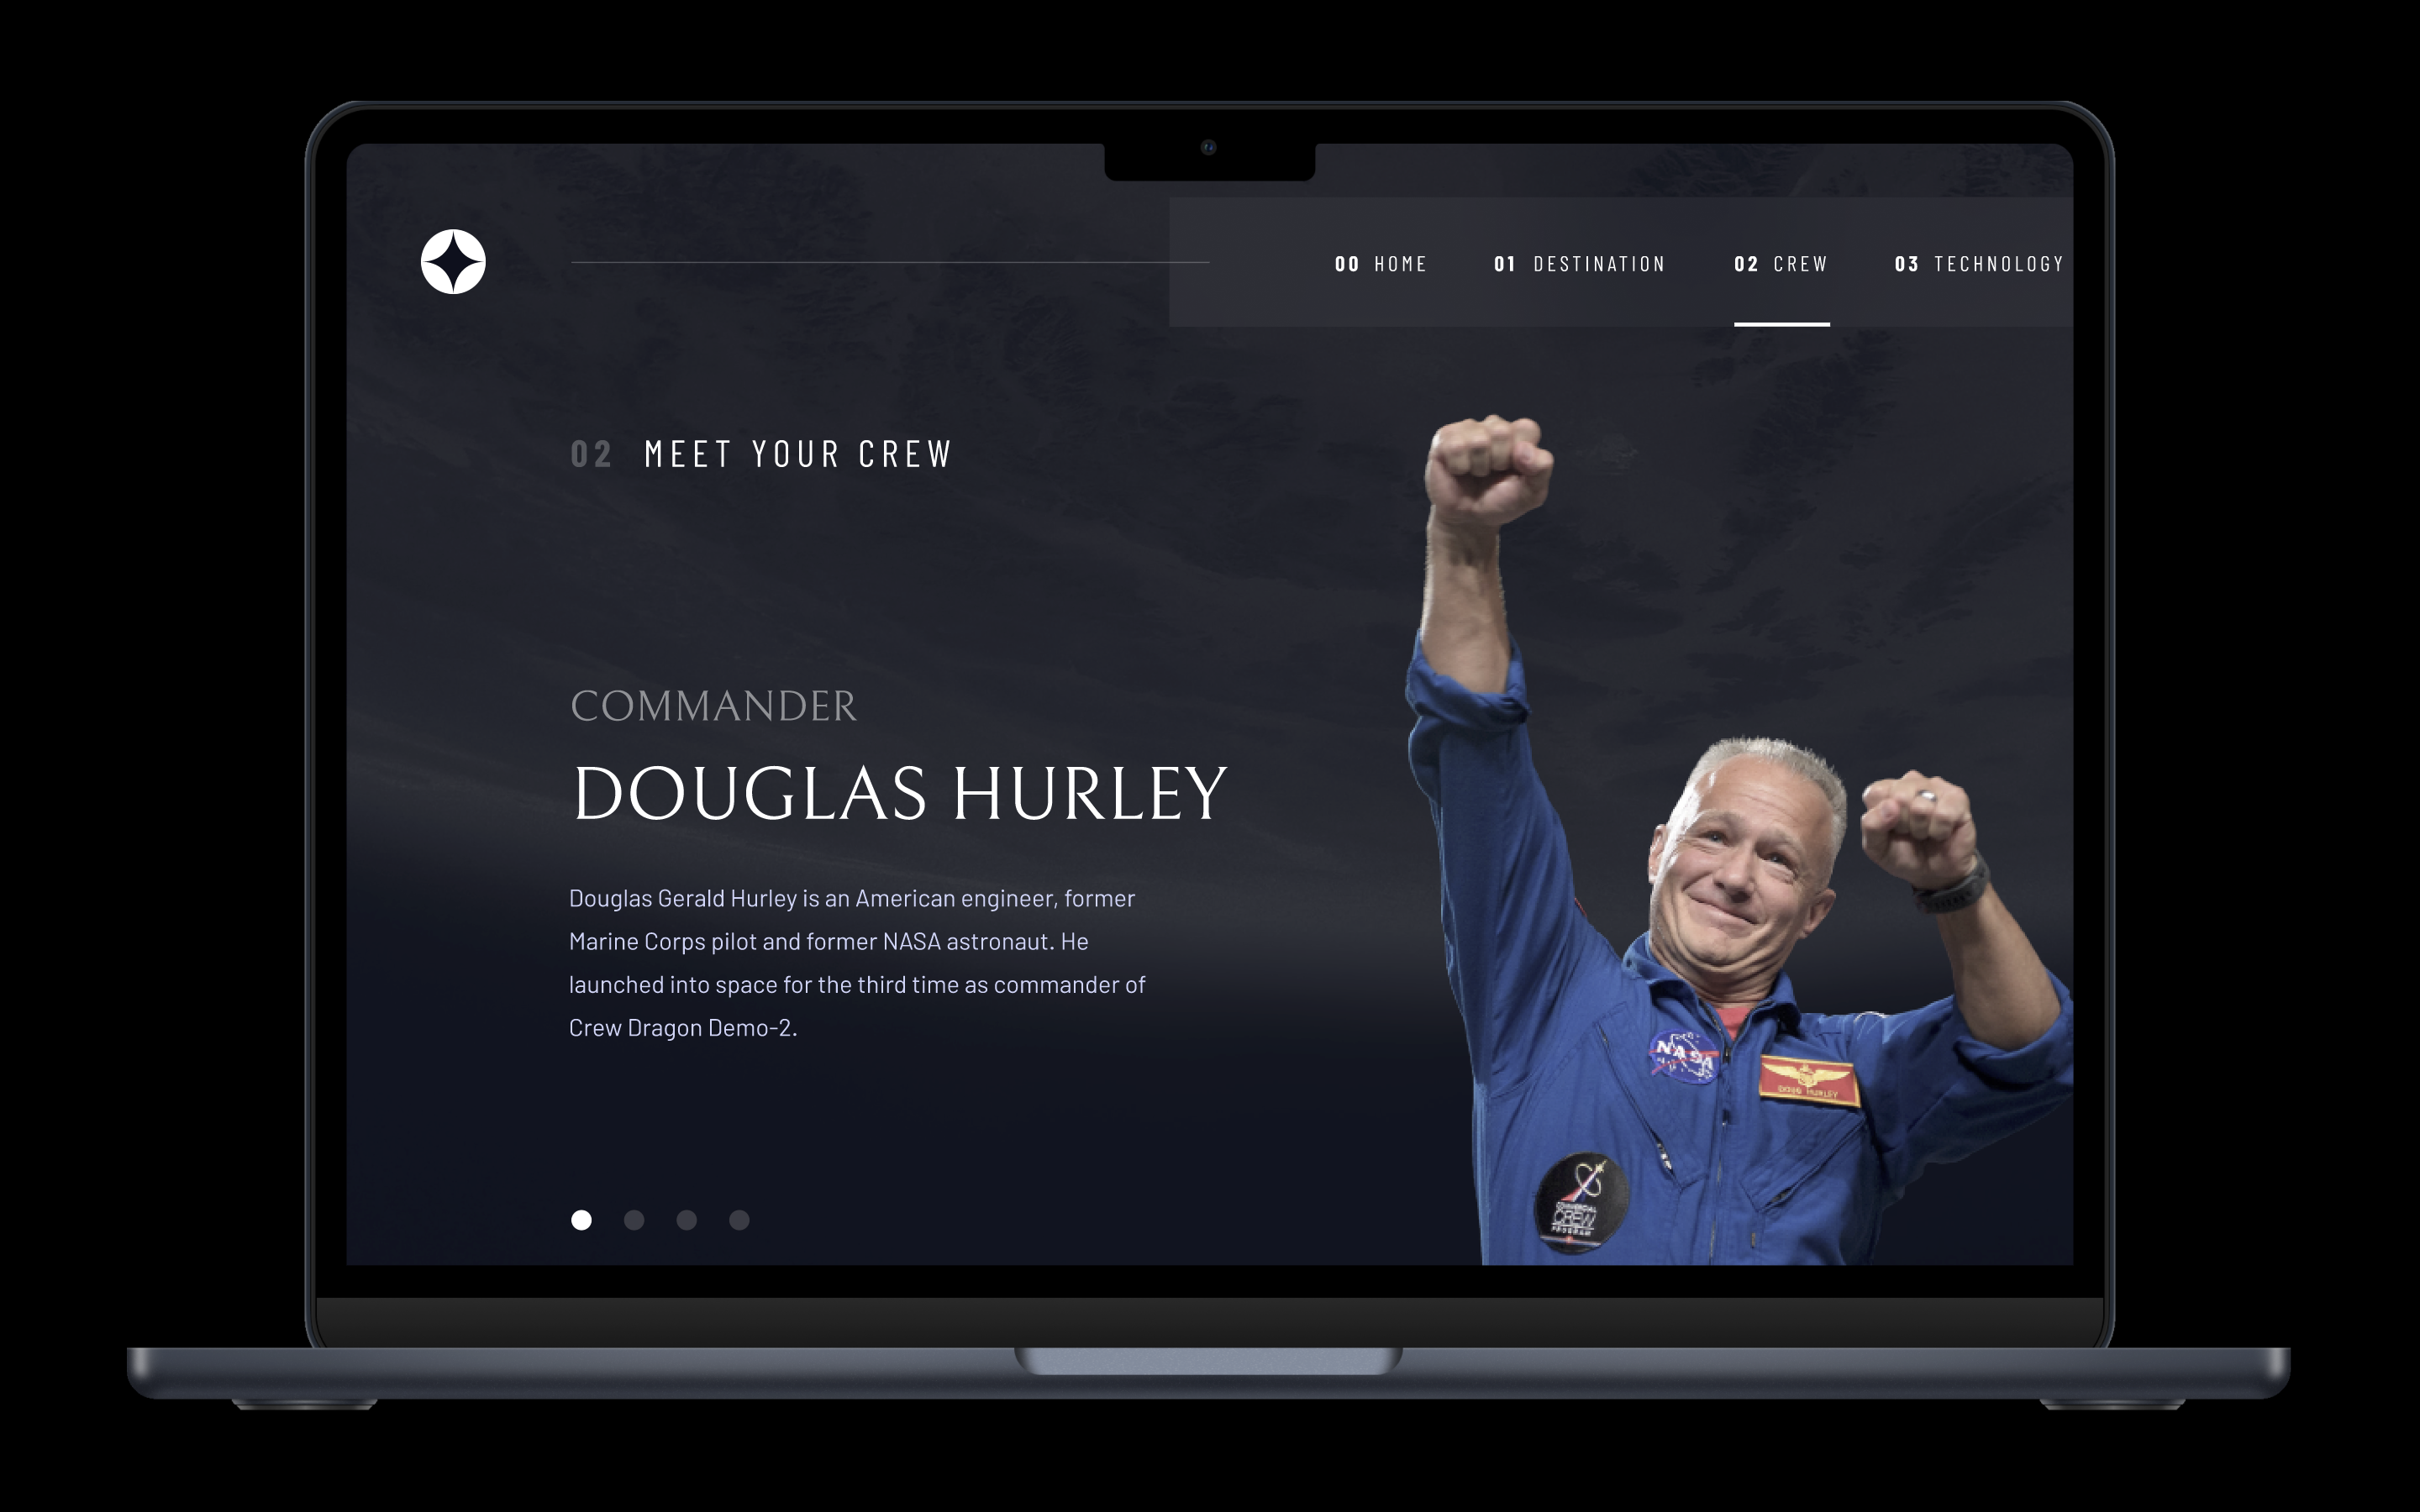 00 HOME 01 DESTINATION 02 CREW 03 TECHNOLOGY
02 MEET YOUR CREW
COMMANDER
DOUGLAS HURLEY
Douglas Gerald Hurley is an American engineer, former
Marine Corps pilot and former NASA astronaut. He
launched into space for the third time as commander of
Crew Dragon Demo-2.
NASA
DOUG HURLEY
COMMERCIAL
CREW
PROGRAM